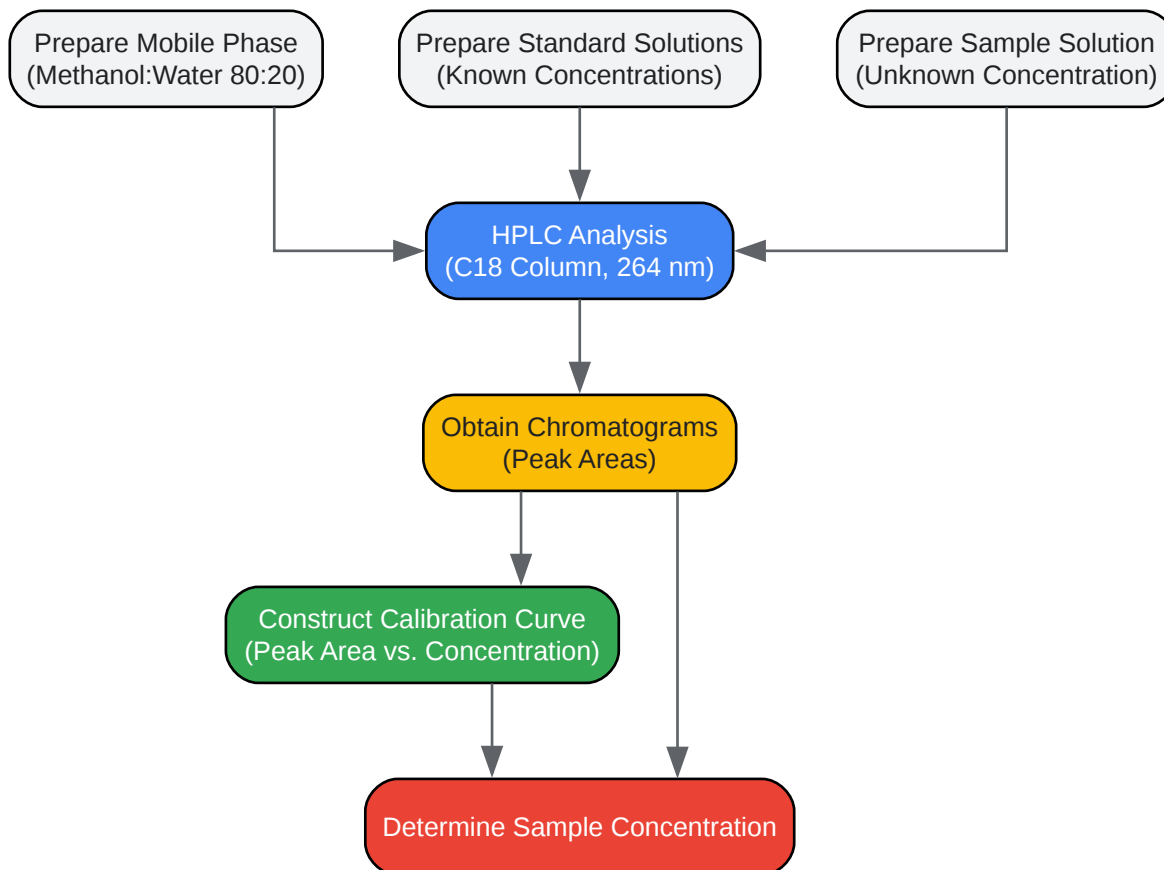 Prepare Mobile Phase
(Methanol:Water 80:20)
Prepare Standard Solutions
(Known Concentrations)
Prepare Sample Solution
(Unknown Concentration)
HPLC Analysis
(C18 Column, 264 nm)
Obtain Chromatograms
(Peak Areas)
Construct Calibration Curve
(Peak Area vs. Concentration)
Determine Sample Concentration